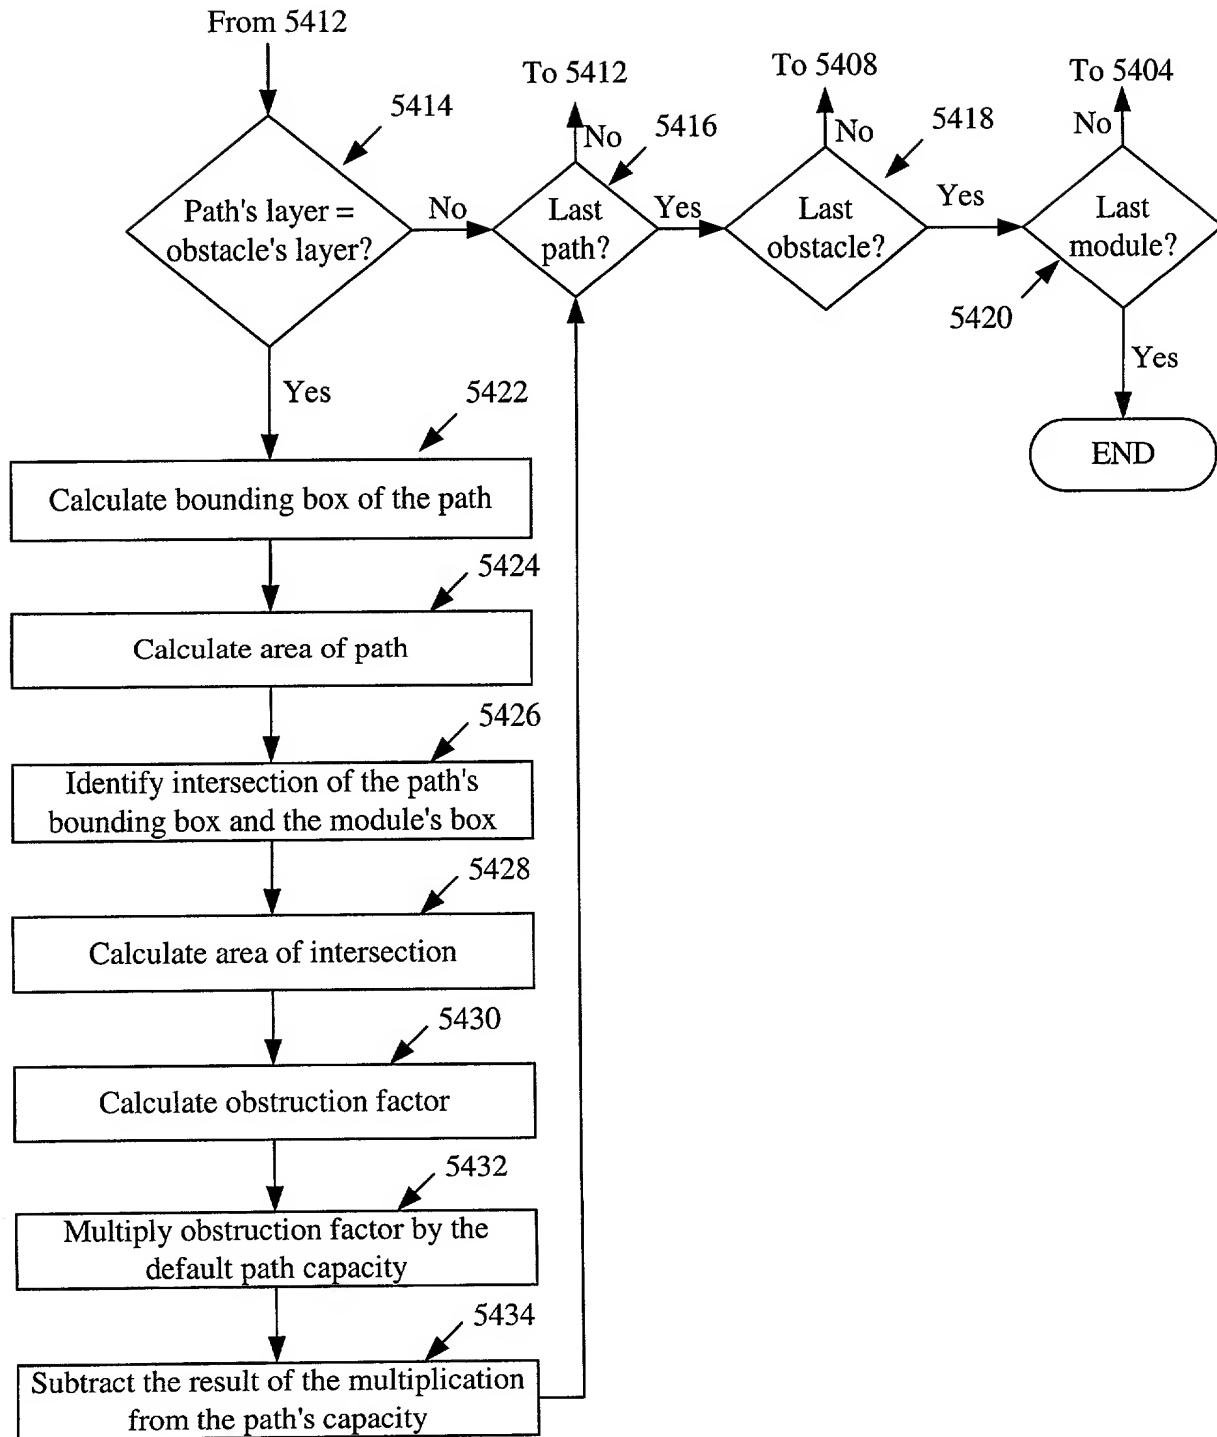 From 5412
To 5412
To 5408
To 5404
5414
5416
5418
No
No
No
Path's layer =
obstacle's layer?
No
Last
path?
Yes
Last
obstacle?
Yes
Last
module?
5420
Yes
Yes
END
5422
Calculate bounding box of the path
5424
Calculate area of path
5426
Identify intersection of the path's
bounding box and the module's box
5428
Calculate area of intersection
5430
Calculate obstruction factor
5432
Multiply obstruction factor by the
default path capacity
5434
Subtract the result of the multiplication
from the path's capacity